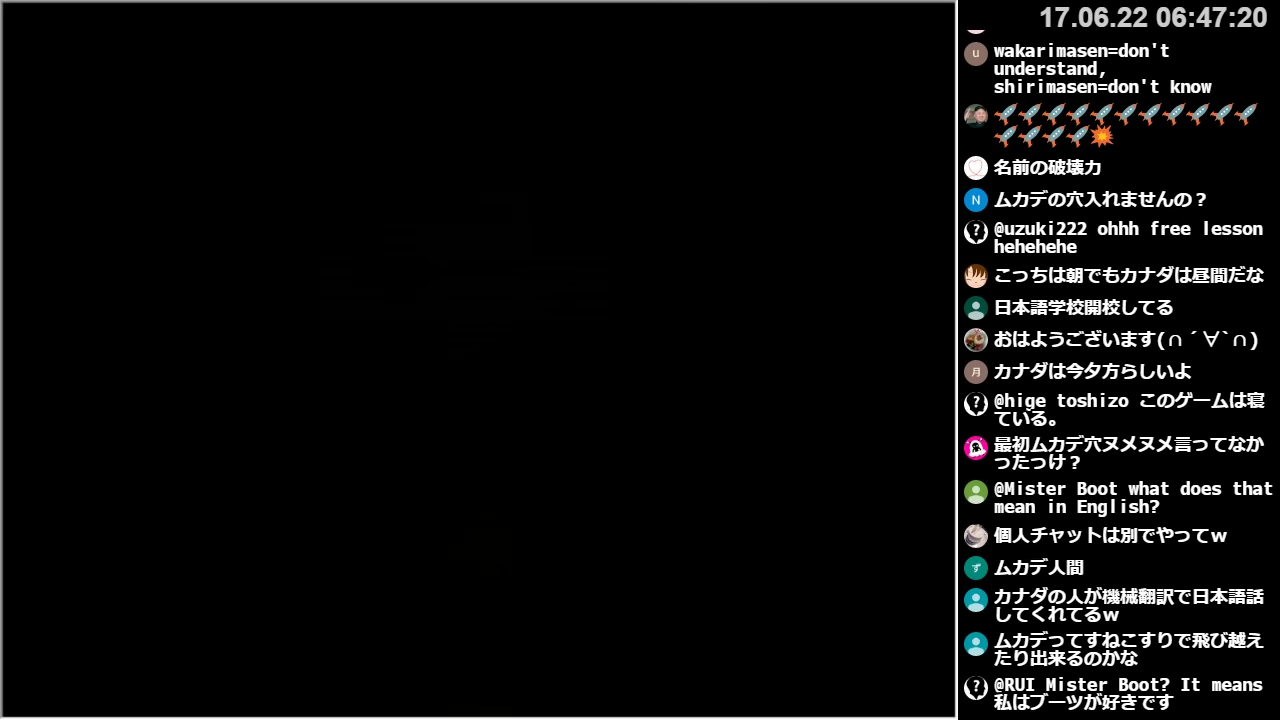 17.06.22 06:47:20
u
wakarimasen=don't
understand,
shirimasen=don't know
🚀🚀🚀🚀🚀🚀🚀🚀🚀🚀🚀
🚀🚀🚀🚀💥
名前の破壊力
N
ムカデの穴入れませんの？
?
@uzuki222 ohhh free lesson
hehehehe
こっちは朝でもカナダは昼間だな
日本語学校開校してる
おはようございます(∩´∀`∩)
月
カナダは今夕方らしいよ
?
@hige toshizo このゲームは寝
ている。
最初ムカデ穴ヌメヌメ言ってなか
ったっけ？
@Mister Boot what does that
mean in English?
個人チャットは別でやってｗ
ず
ムカデ人間
カナダの人が機械翻訳で日本語話
してくれてるｗ
ムカデってすねこすりで飛び越え
たり出来るのかな
?
@RUI Mister Boot? It means
私はブーツが好きです